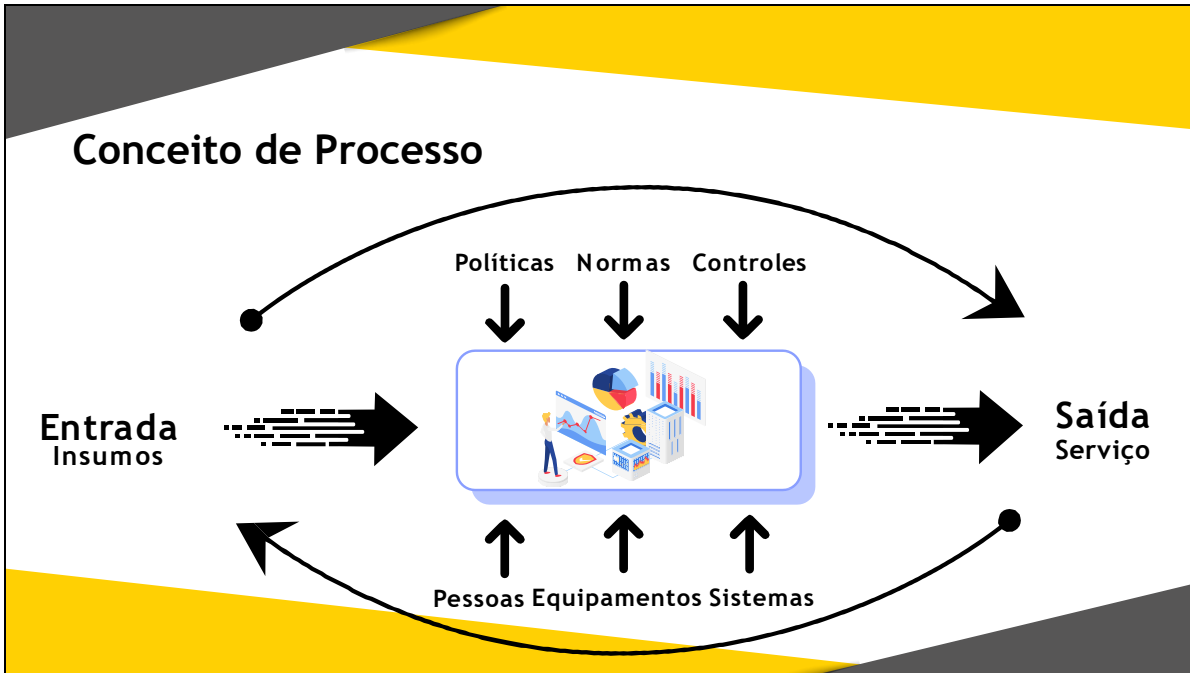 Conceito de Processo
Políticas Normas Controles
Entrada
Insumos
Saída
Serviço
Pessoas Equipamentos Sistemas